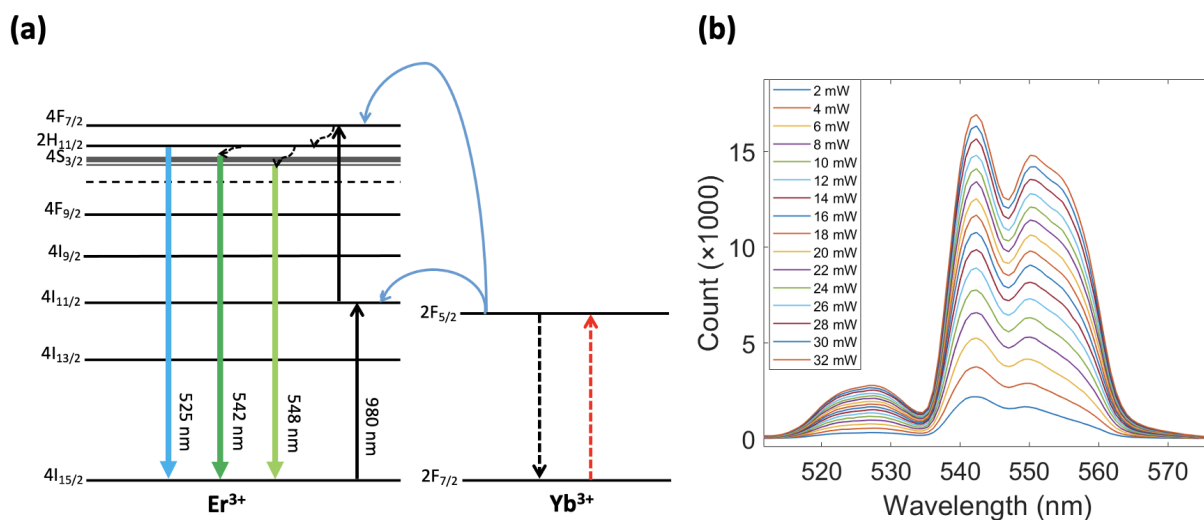 (a)
4F7/2
2H11/2
4S3/2
4F9/2
4I9/2
4I11/2
4I13/2
4I15/2
525 nm
542 nm
548 nm
980 nm
Er3+
2F5/2
2F7/2
Yb3+
(b)
2 mW
4 mW
6 mW
8 mW
10 mW
12 mW
14 mW
16 mW
18 mW
20 mW
22 mW
24 mW
26 mW
28 mW
30 mW
32 mW
Count (×1000)
15
10
5
0
520 530 540 550 560 570
Wavelength (nm)